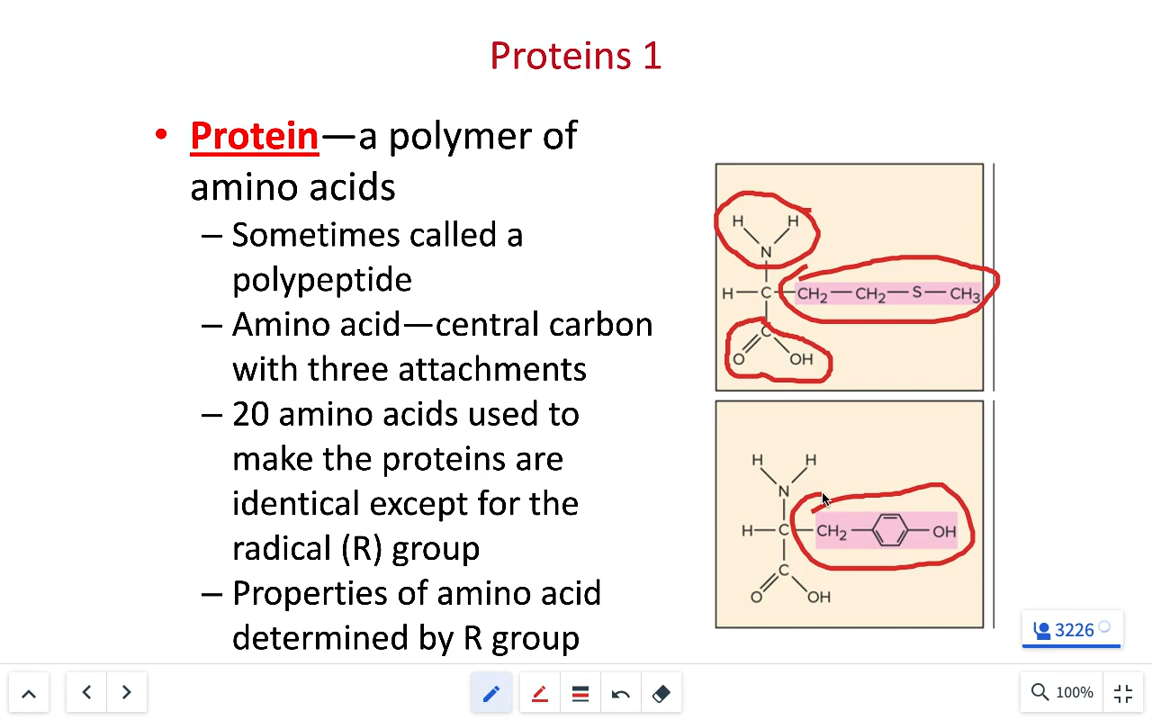 Proteins 1
• Protein—a polymer of
amino acids
– Sometimes called a
polypeptide
– Amino acid—central carbon
with three attachments
– 20 amino acids used to
make the proteins are
identical except for the
radical (R) group
– Properties of amino acid
determined by R group
H H
N
H C CH₂ CH₂ S CH₃
C
O OH
H H
N
H C CH₂ OH
C
O OH
3226
100%